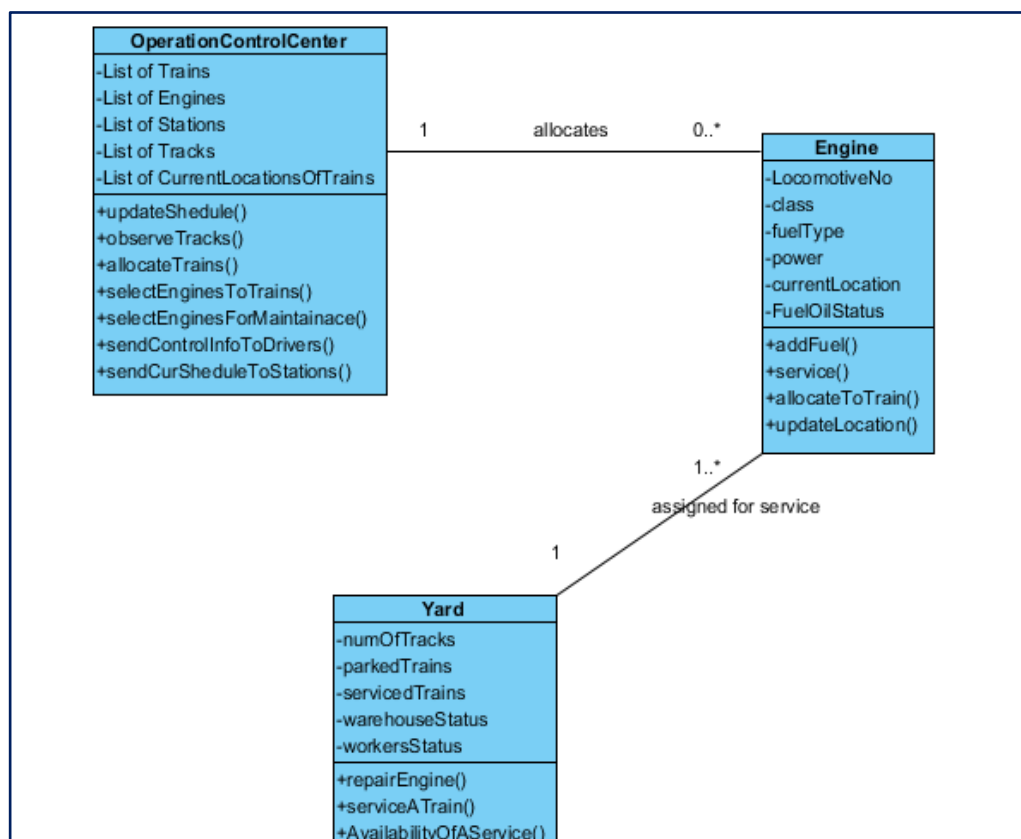 OperationControlCenter
-List of Trains
-List of Engines
-List of Stations
-List of Tracks
-List of CurrentLocationsOfTrains
+updateShedule()
+observeTracks()
+allocateTrains()
+selectEnginesToTrains()
+selectEnginesForMaintainace()
+sendControlInfoToDrivers()
+sendCurSheduleToStations()
1 allocates 0..*
Engine
-LocomotiveNo
-class
-fuelType
-power
-currentLocation
-FuelOilStatus
+addFuel()
+service()
+allocateToTrain()
+updateLocation()
1..*
assigned for service
1
Yard
-numOfTracks
-parkedTrains
-servicedTrains
-warehouseStatus
-workersStatus
+repairEngine()
+serviceATrain()
+AvailabilityOfAService()